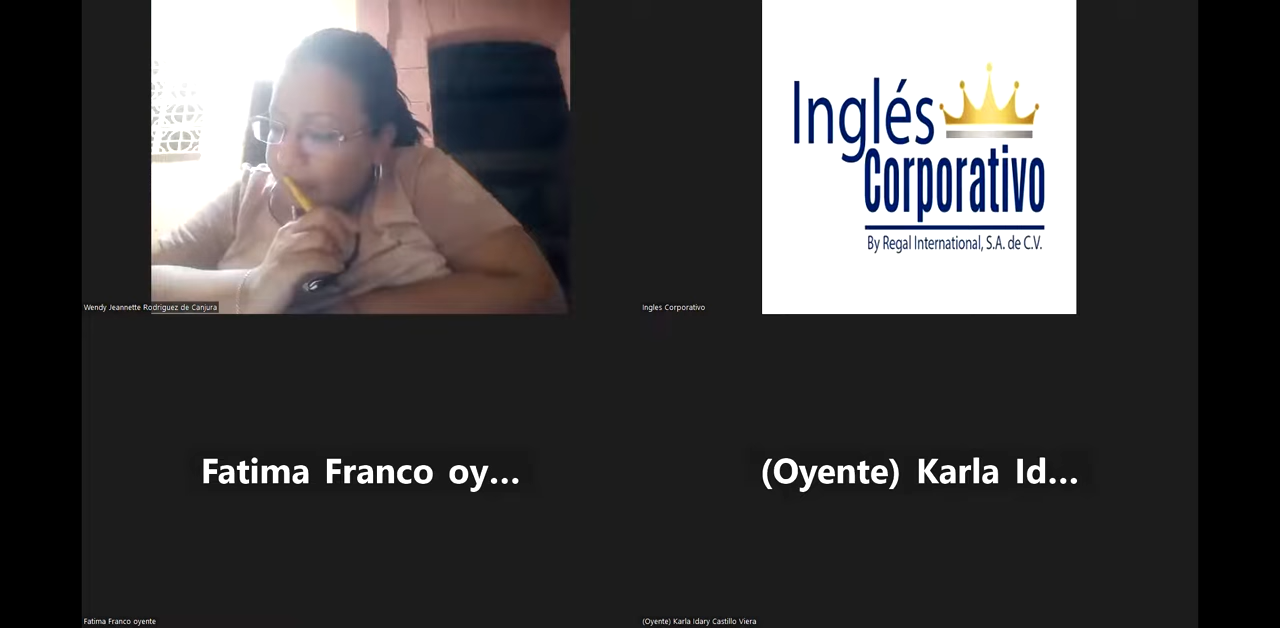 Inglés
Corporativo
By Regal International, S.A. de C.V.
Wendy Jeannette Rodriguez de Canjura
Ingles Corporativo
Fatima Franco oy...
(Oyente) Karla Id...
Fatima Franco oyente
(Oyente) Karla Idary Castillo Viera